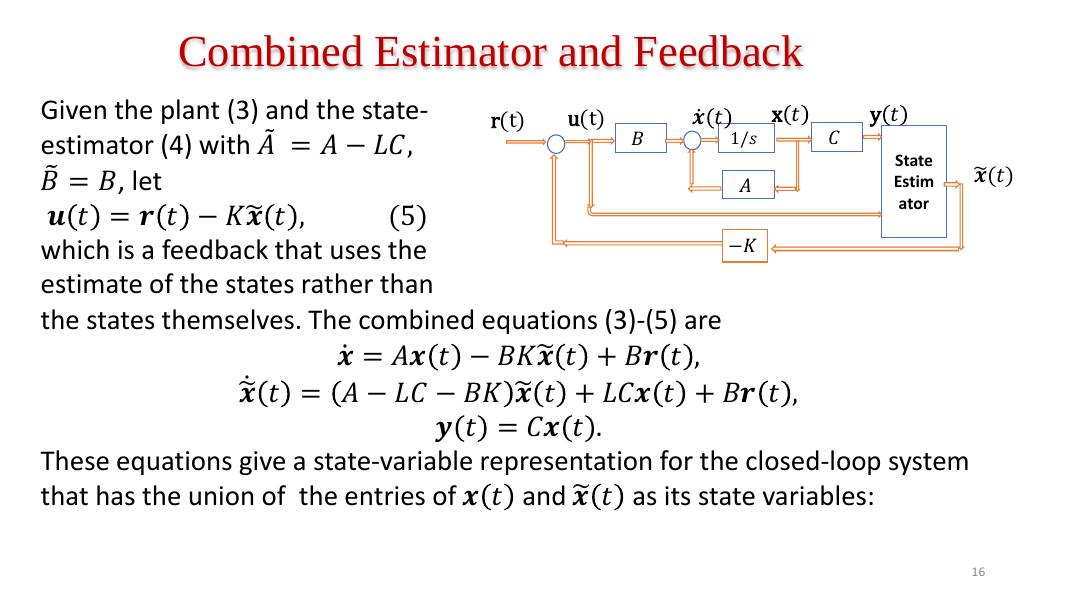 Combined Estimator and Feedback
Given the plant (3) and the state-
estimator (4) with Ã = A − LC,
B̃ = B, let
u(t) = r(t) − Kx̃(t), (5)
which is a feedback that uses the
estimate of the states rather than
the states themselves. The combined equations (3)-(5) are
ẋ = Ax(t) − BKx̃(t) + Br(t),
x̃̇(t) = (A − LC − BK)x̃(t) + LCx(t) + Br(t),
y(t) = Cx(t).
These equations give a state-variable representation for the closed-loop system
that has the union of the entries of x(t) and x̃(t) as its state variables:
r(t) u(t) ẋ(t) x(t) y(t)
B 1/s C
A
State
Estim
ator
x̃(t)
−K
16